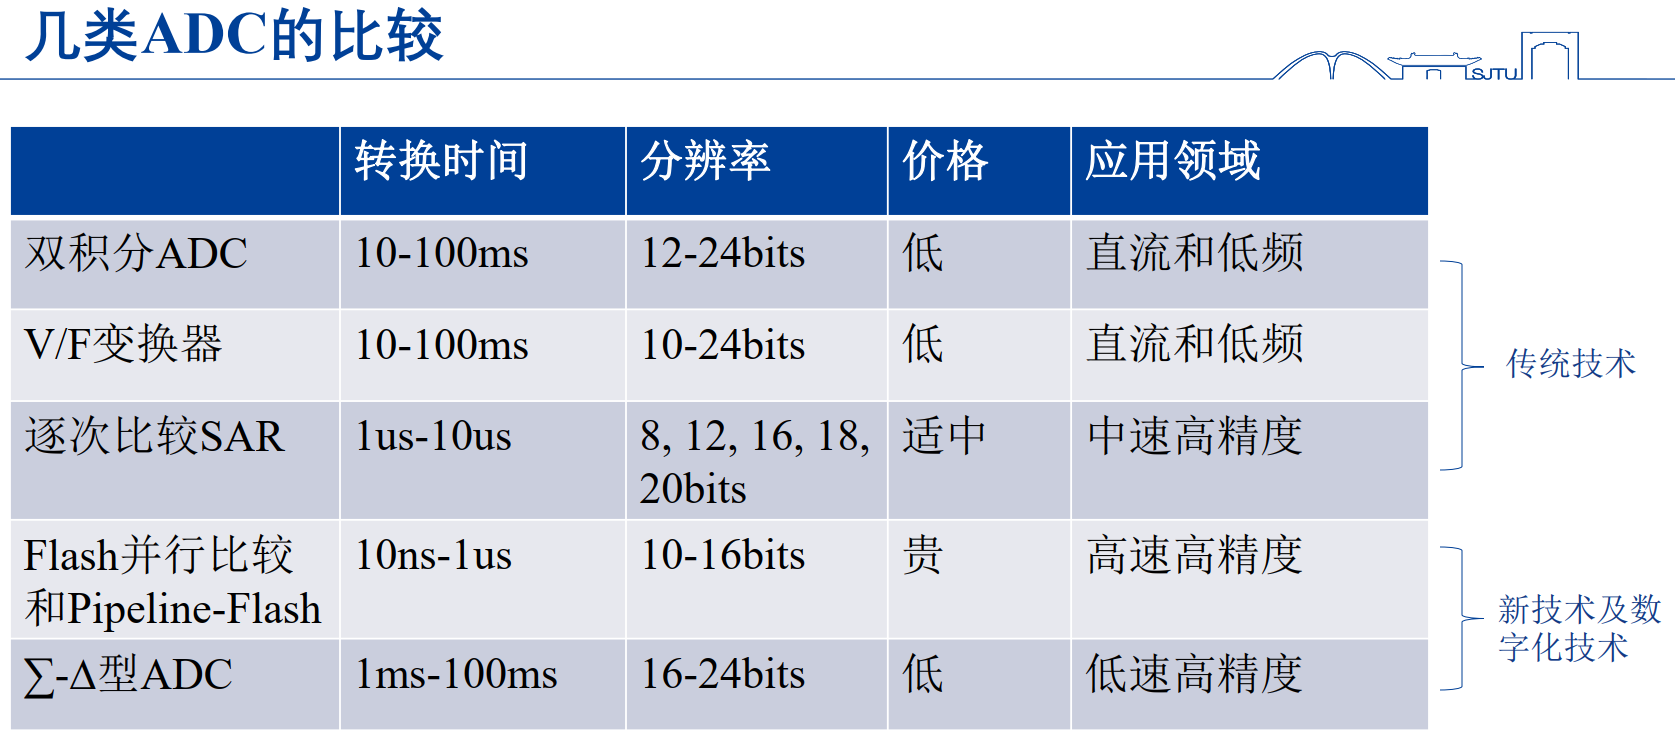 几类ADC的比较
SJTU
转换时间 分辨率 价格 应用领域
双积分ADC 10-100ms 12-24bits 低 直流和低频
V/F变换器 10-100ms 10-24bits 低 直流和低频
传统技术
逐次比较SAR 1us-10us 8, 12, 16, 18, 适中 中速高精度
20bits
Flash并行比较 10ns-1us 10-16bits 贵 高速高精度
和Pipeline-Flash
新技术及数
字化技术
∑-Δ型ADC 1ms-100ms 16-24bits 低 低速高精度